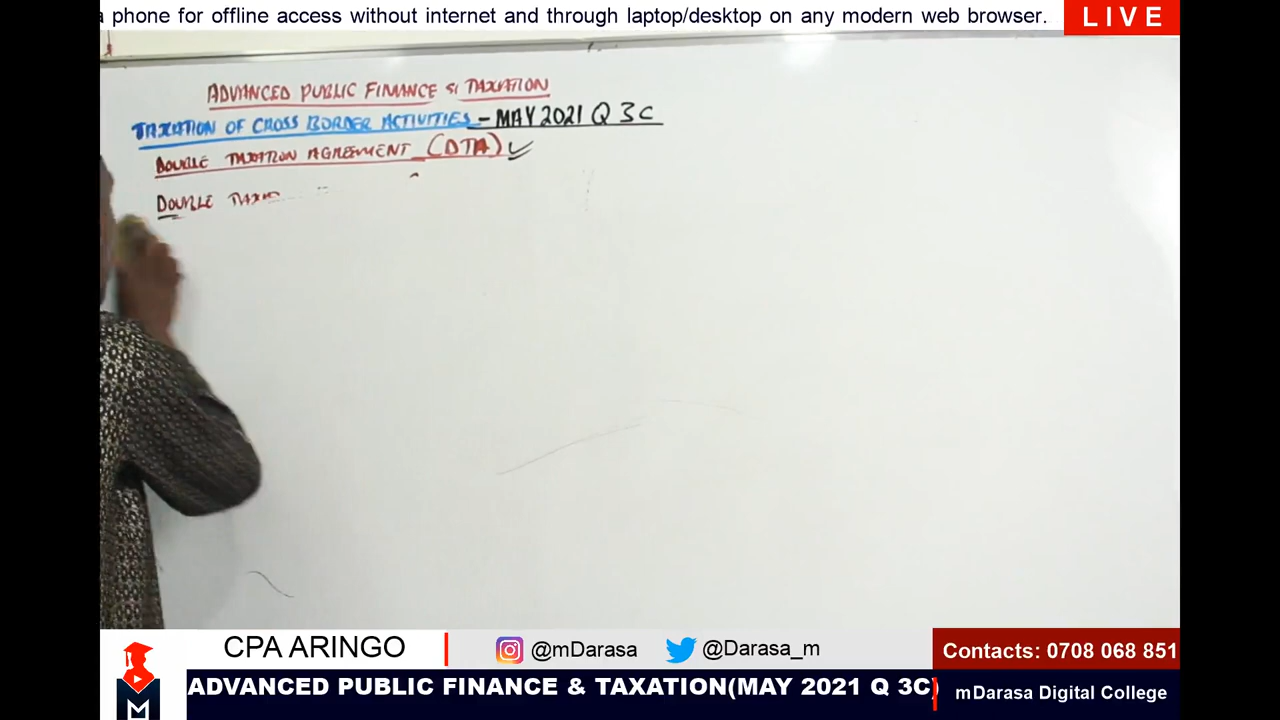 a phone for offline access without internet and through laptop/desktop on any modern web browser.
LIVE
ADVANCED PUBLIC FINANCE & TAXATION
TAXATION OF CROSS BORDER ACTIVITIES - MAY 2021 Q 3C
DOUBLE TAXATION AGREEMENT (DTA) ✓
DOUBLE
CPA ARINGO
@mDarasa
@Darasa_m
Contacts: 0708 068 851
ADVANCED PUBLIC FINANCE & TAXATION(MAY 2021 Q 3C)
mDarasa Digital College